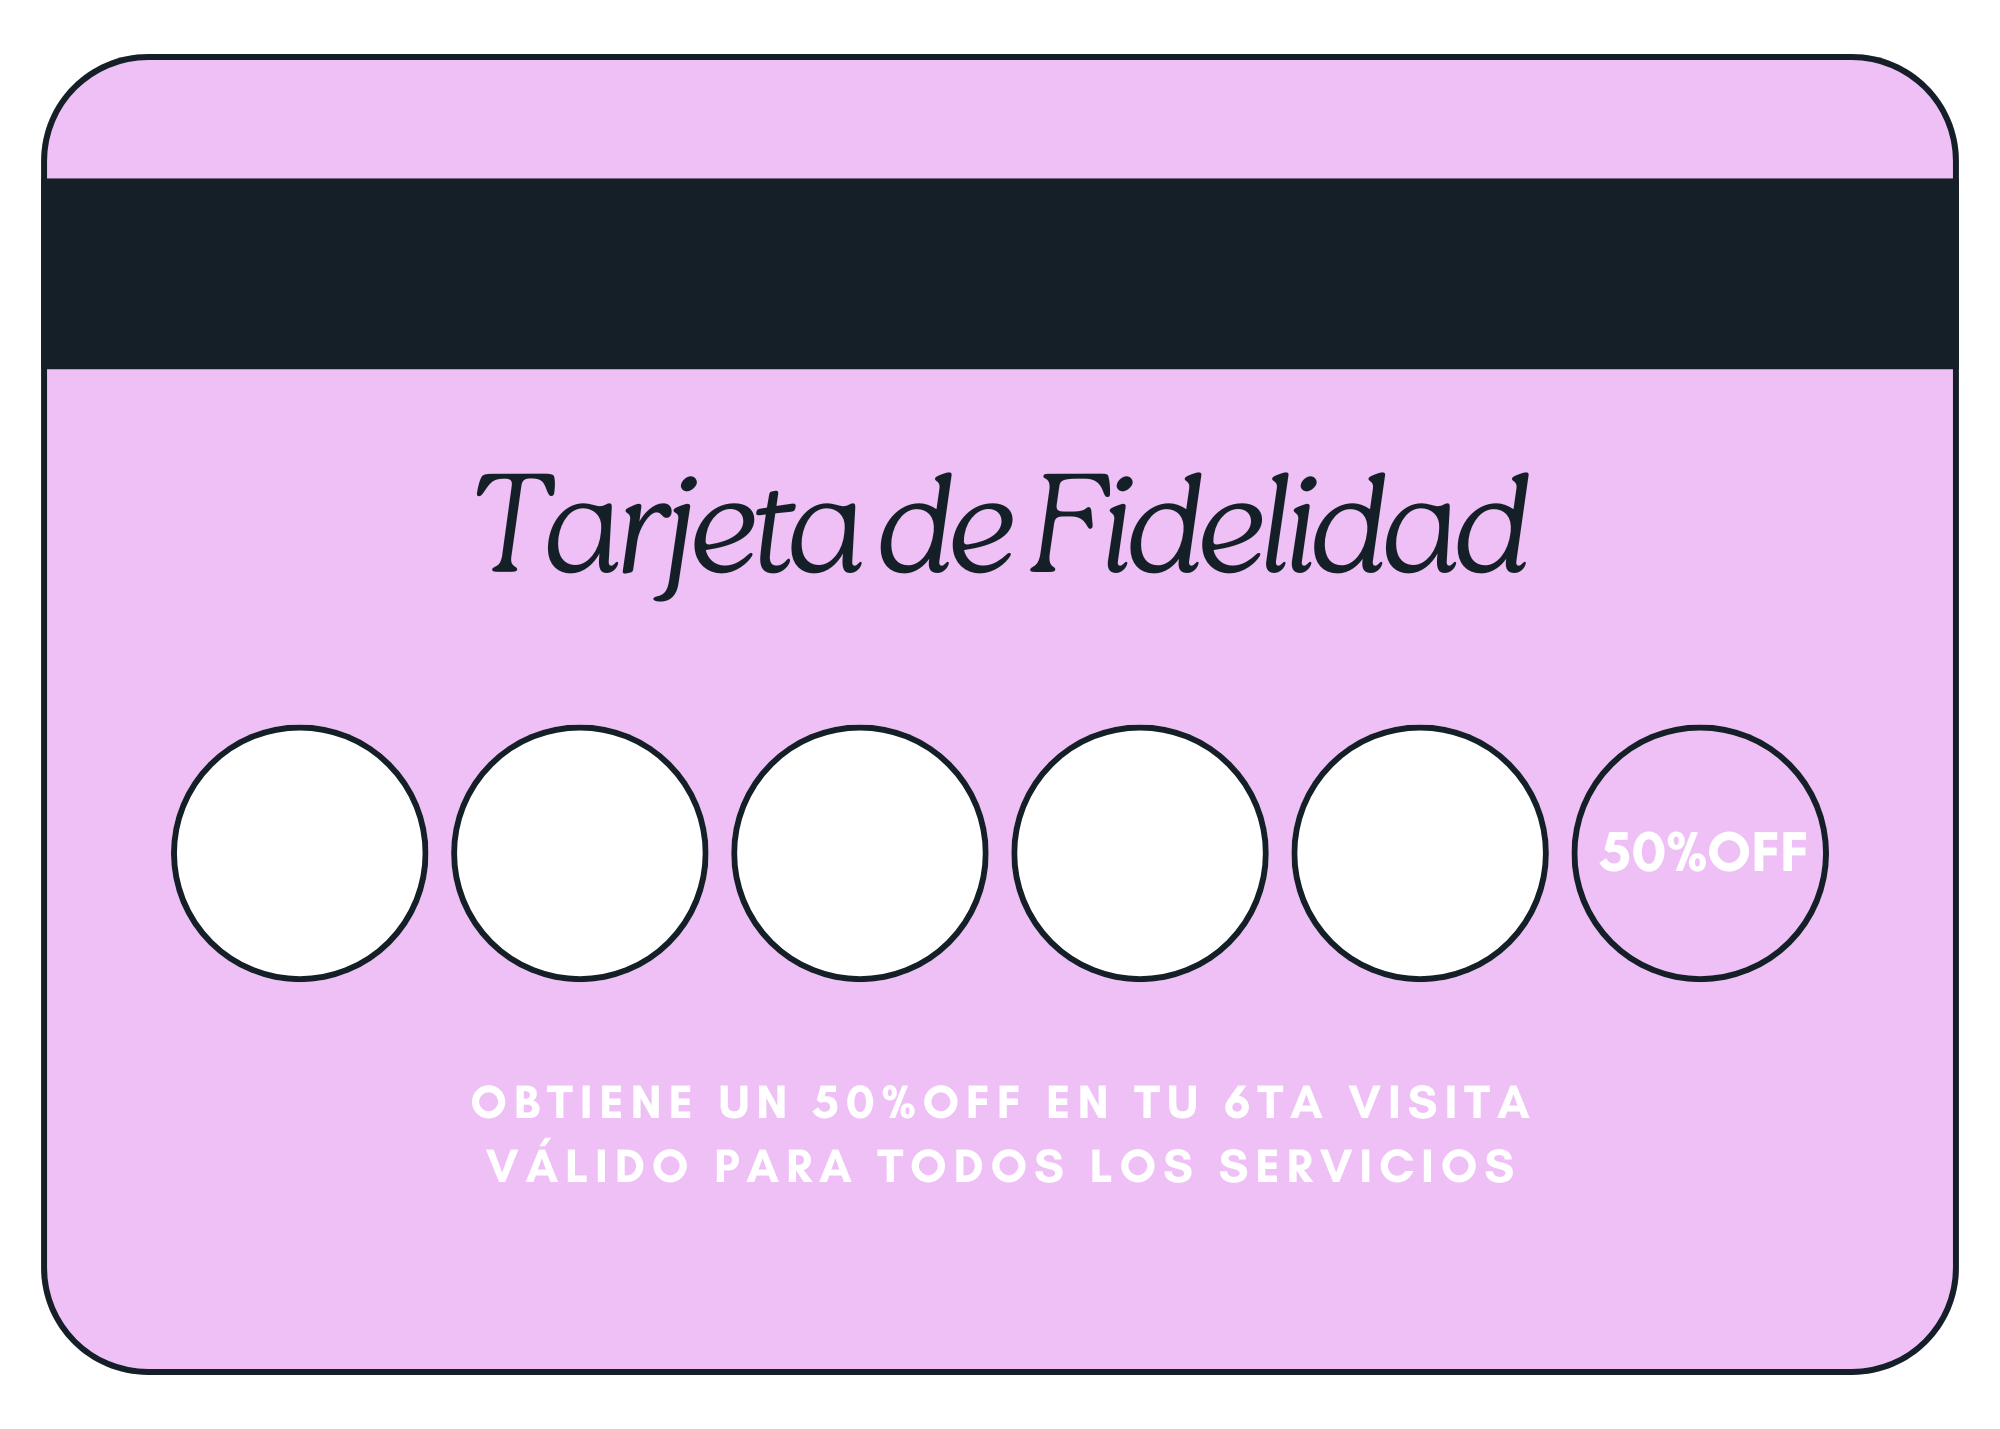 Tarjeta de Fidelidad
50%OFF
OBTIENE UN 50%OFF EN TU 6TA VISITA
VÁLIDO PARA TODOS LOS SERVICIOS